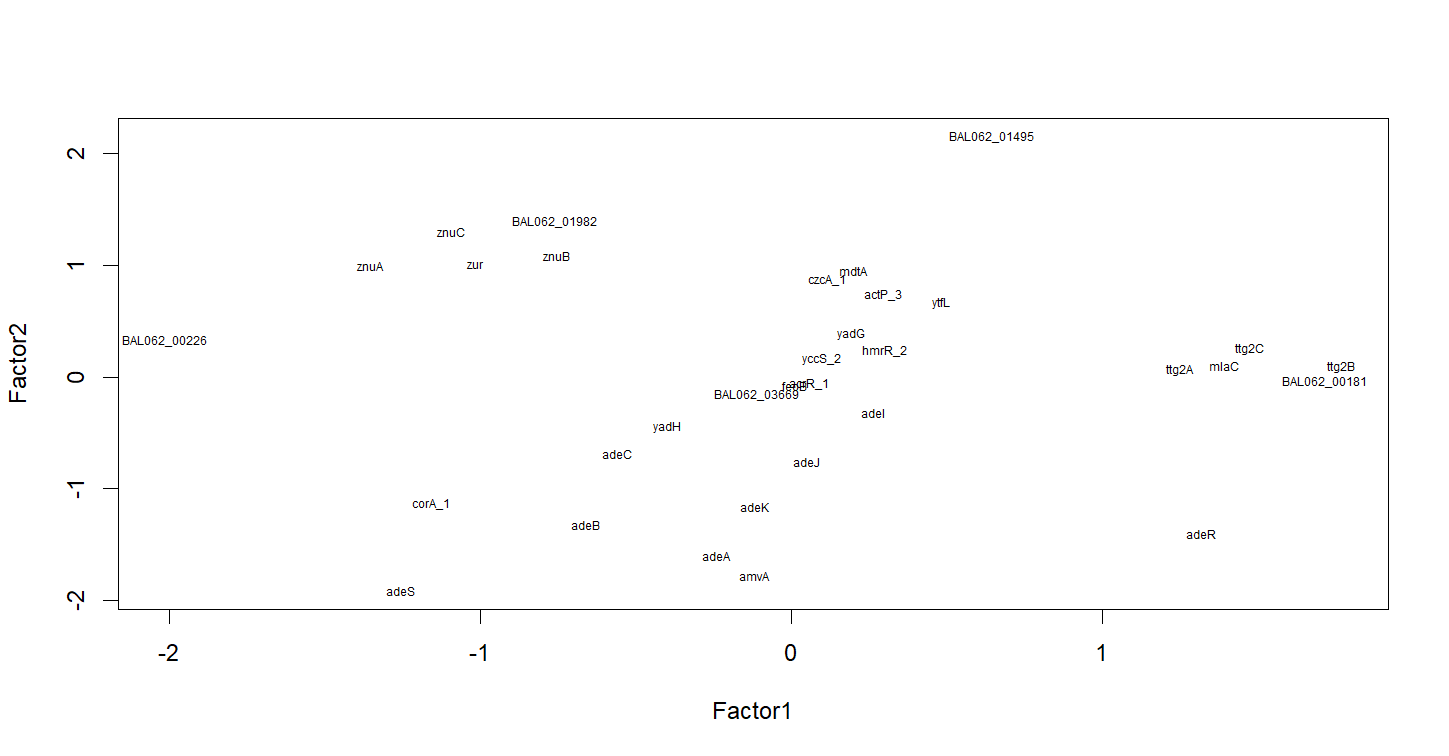 2
BAL062_01495
BAL062_01982
znuC
znuB
1
znuA
zur
mdtA
czcA_1
actP_3
ytfL
yadG
BAL062_00226
hmrR_2
ttg2C
yccS_2
Factor2
0
ttg2A
mlaC
ttg2B
BAL062_00181
BAL062_03669
adeI
yadH
adeC
adeJ
-1
corA_1
adeK
adeB
adeR
adeA
amvA
adeS
-2
-2
-1
0
1
Factor1